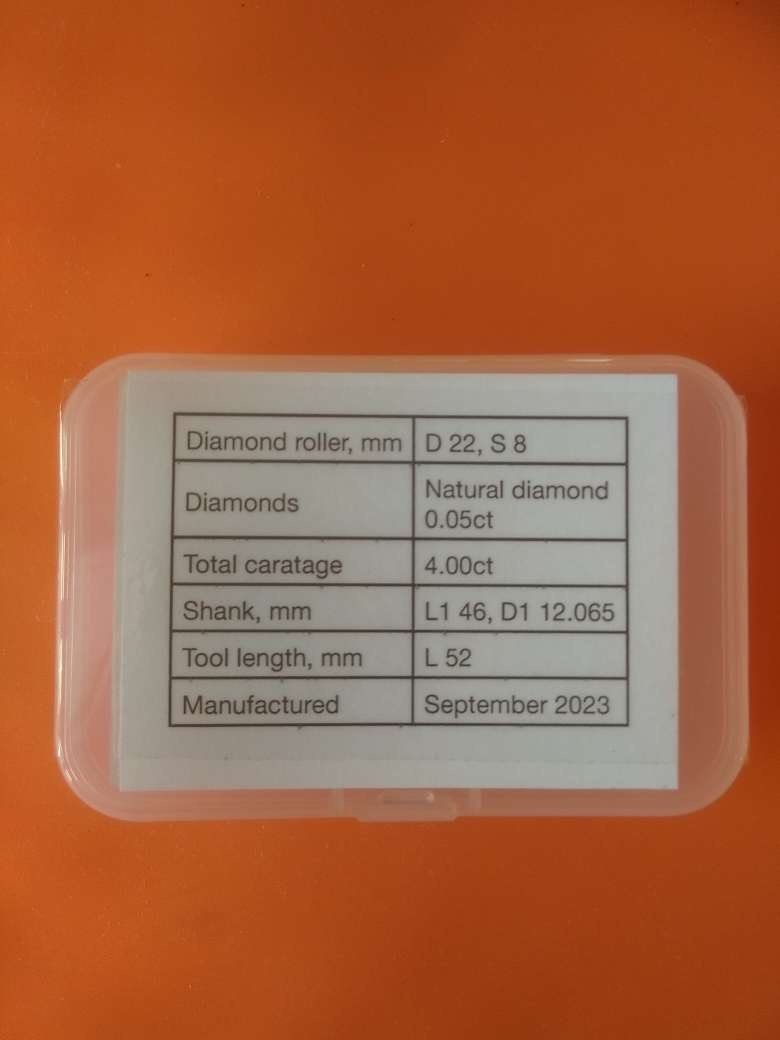 Diamond roller, mm D 22, S 8
Diamonds Natural diamond
0.05ct
Total caratage 4.00ct
Shank, mm L1 46, D1 12.065
Tool length, mm L 52
Manufactured September 2023